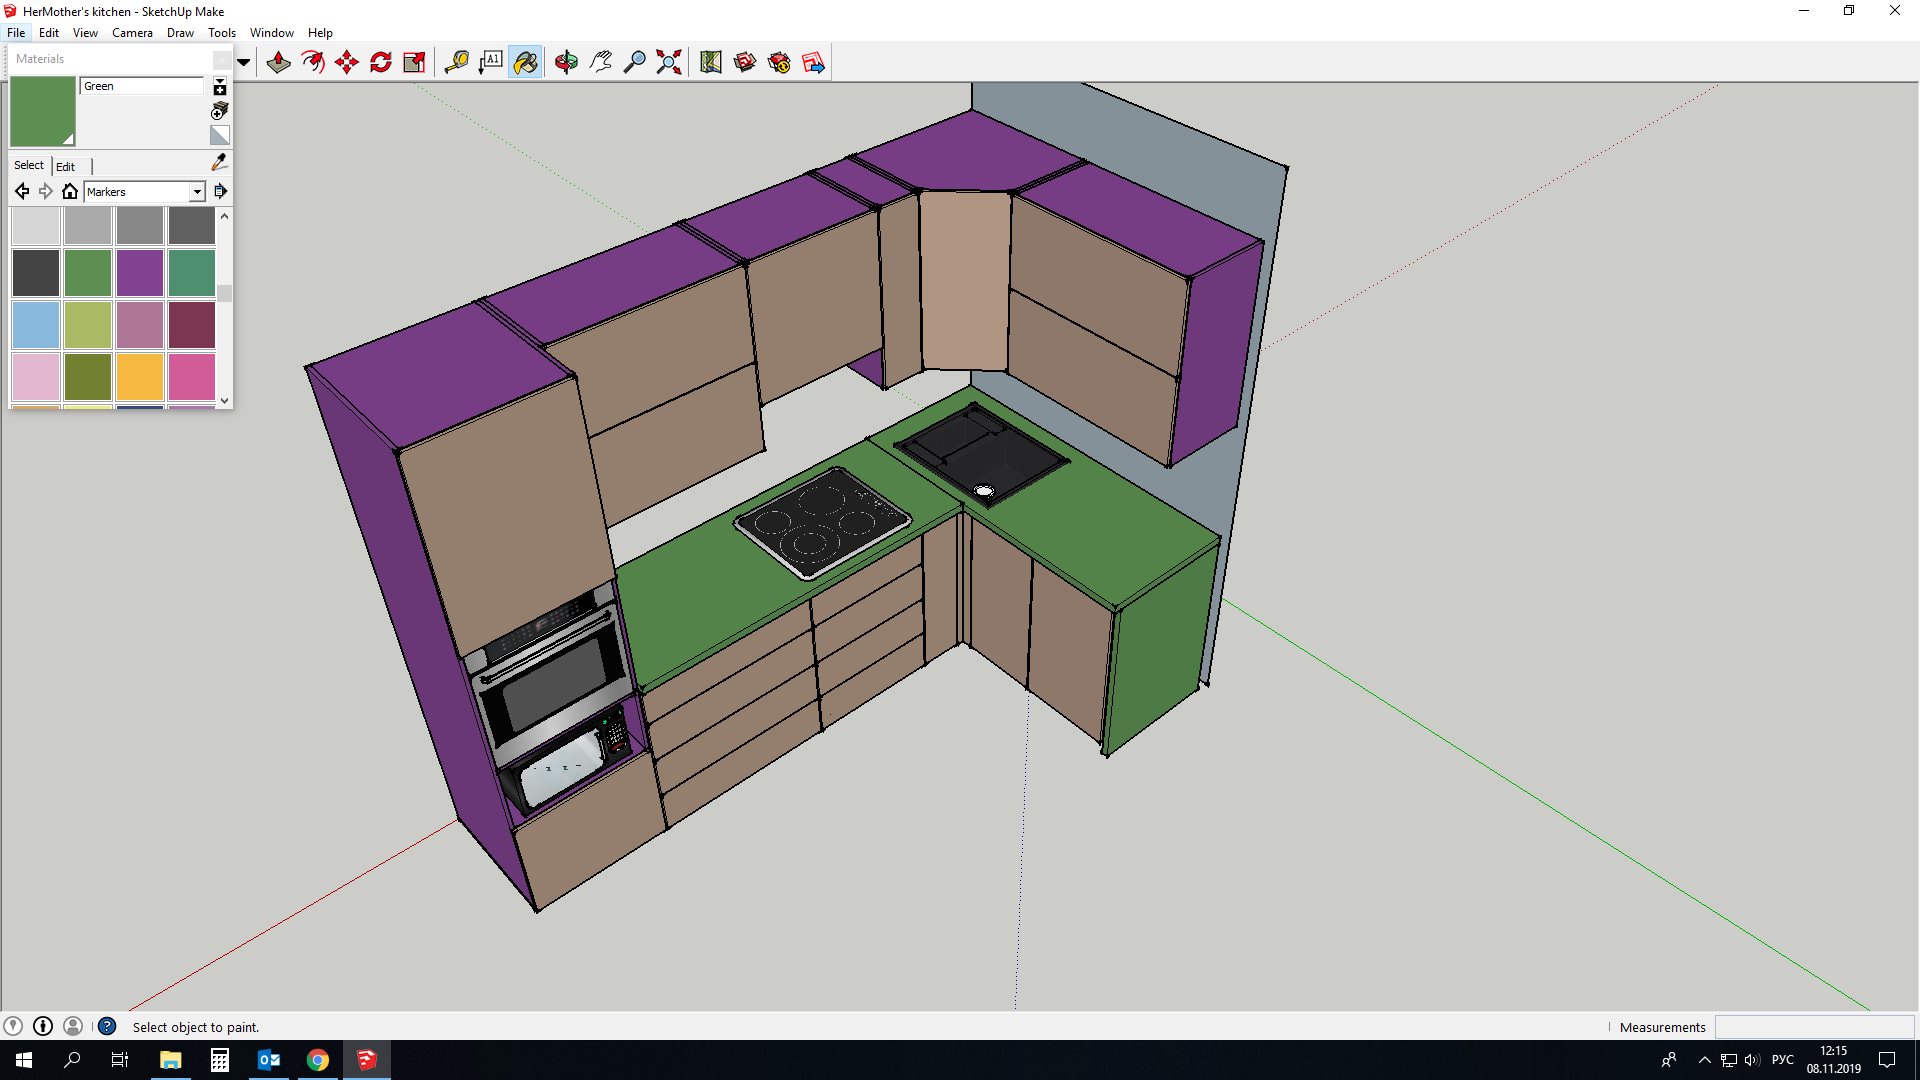 HerMother's kitchen - SketchUp Make
File Edit View Camera Draw Tools Window Help
Materials
A1
Green
Select Edit
Markers
Select object to paint.
Measurements
РУС
12:15
08.11.2019